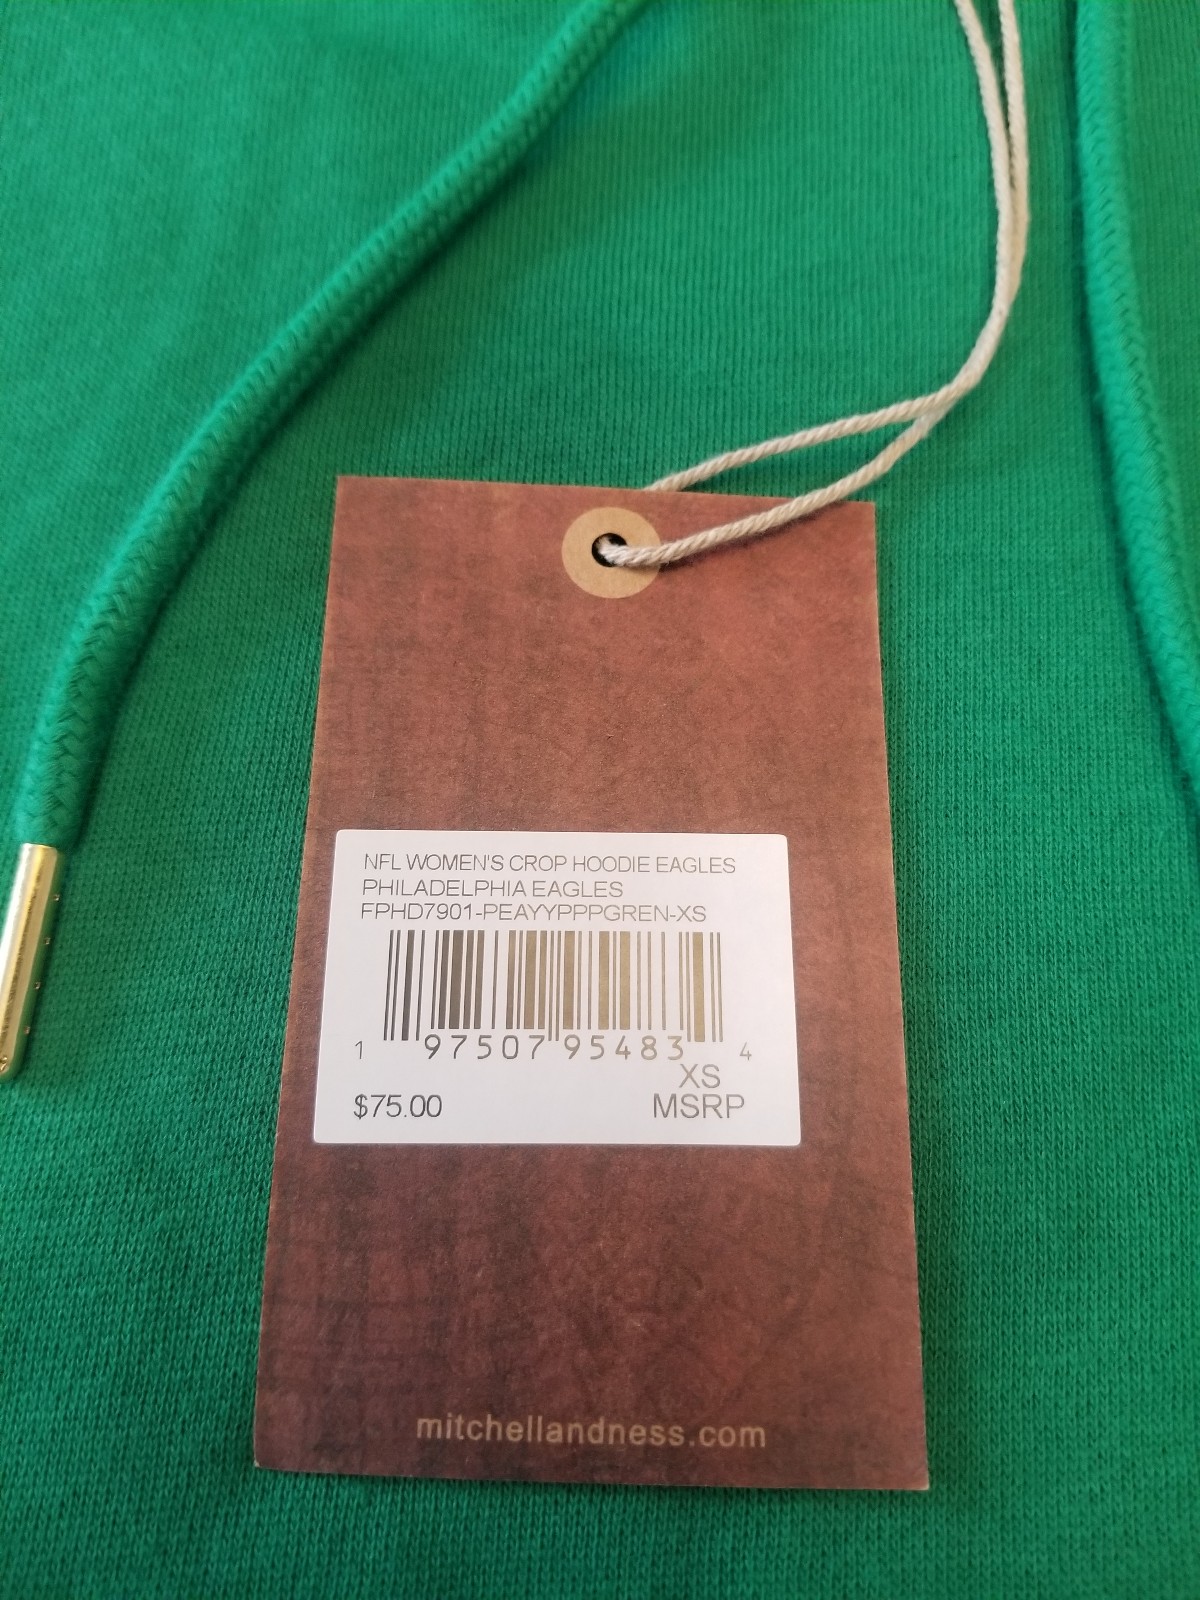 NFL WOMEN'S CROP HOODIE EAGLES
PHILADELPHIA EAGLES
FPHD7901-PEAYYPPPGREN-XS
1 97507 95483 4
XS
$75.00 MSRP
mitchellandness.com